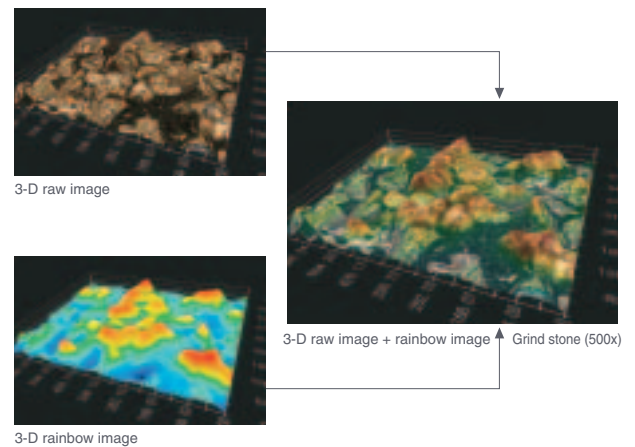 3-D raw image
3-D raw image + rainbow image
Grind stone (500x)
3-D rainbow image